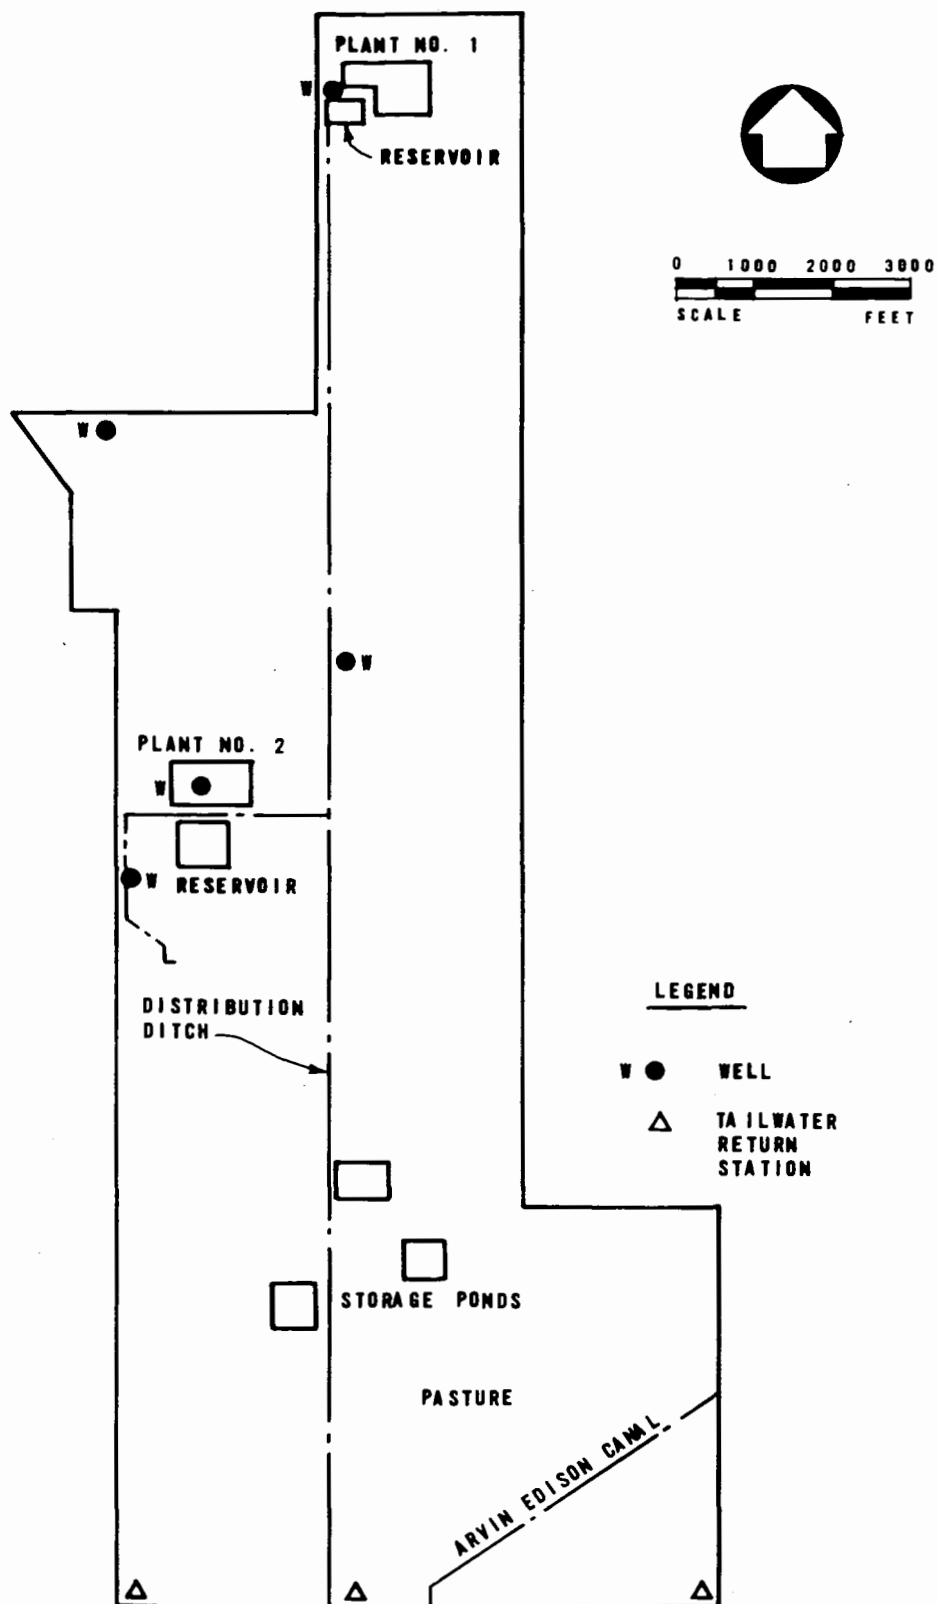 PLANT NO. 1
W
RESERVOIR
0 1000 2000 3000
SCALE FEET
W
W
PLANT NO. 2
W
W
RESERVOIR
DISTRIBUTION
DITCH
LEGEND
W WELL
TAILWATER
RETURN
STATION
STORAGE PONDS
PASTURE
ARVIN EDISON CANAL